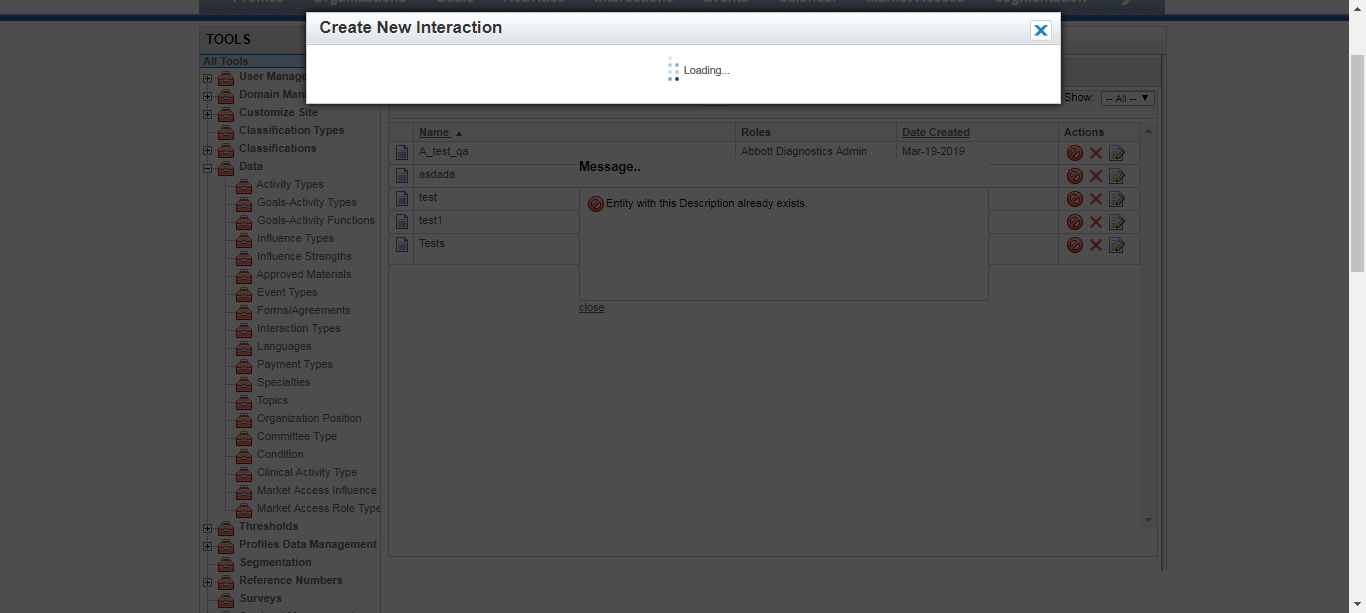 Create New Interaction
Loading...
TOOLS
All Tools
User Manage
Domain Man
Customize Site
Classification Types
Classifications
Data
Activity Types
Goals-Activity Types
Goals-Activity Functions
Influence Types
Influence Strengths
Approved Materials
Event Types
Forms/Agreements
Interaction Types
Languages
Payment Types
Specialties
Topics
Organization Position
Committee Type
Condition
Clinical Activity Type
Market Access Influence
Market Access Role Type
Thresholds
Profiles Data Management
Segmentation
Reference Numbers
Surveys
Show: -- All --
Name Roles Date Created Actions
A_test_qa Abbott Diagnostics Admin Mar-19-2019
asdada
test
test1
Tests
Message..
Entity with this Description already exists.
close